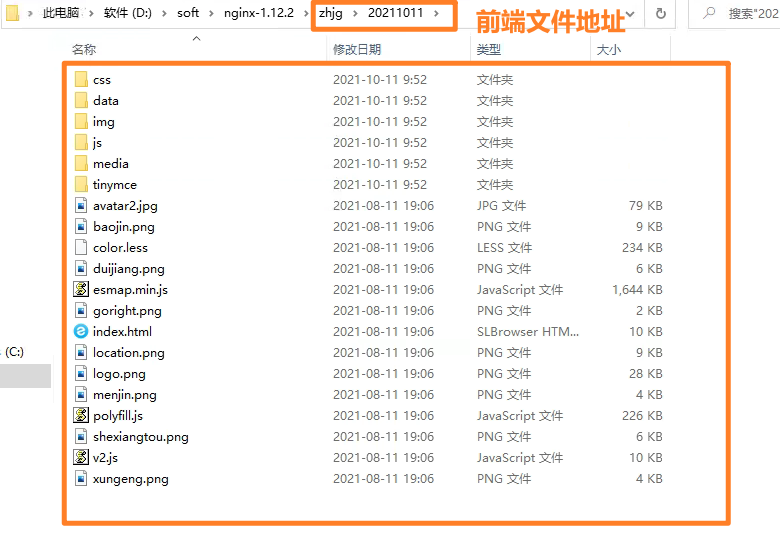 此电脑 > 软件 (D:) > soft > nginx-1.12.2 > zhjg > 20211011 > 前端文件地址 搜索"202
名称 修改日期 类型 大小
css 2021-10-11 9:52 文件夹
data 2021-10-11 9:52 文件夹
img 2021-10-11 9:52 文件夹
js 2021-10-11 9:52 文件夹
media 2021-10-11 9:52 文件夹
tinymce 2021-10-11 9:52 文件夹
avatar2.jpg 2021-08-11 19:06 JPG 文件 79 KB
baojin.png 2021-08-11 19:06 PNG 文件 9 KB
color.less 2021-08-11 19:06 LESS 文件 234 KB
duijiang.png 2021-08-11 19:06 PNG 文件 6 KB
esmap.min.js 2021-08-11 19:06 JavaScript 文件 1,644 KB
goright.png 2021-08-11 19:06 PNG 文件 2 KB
index.html 2021-08-11 19:06 SLBrowser HTM... 10 KB
location.png 2021-08-11 19:06 PNG 文件 9 KB
(C:)
logo.png 2021-08-11 19:06 PNG 文件 28 KB
menjin.png 2021-08-11 19:06 PNG 文件 4 KB
polyfill.js 2021-08-11 19:06 JavaScript 文件 226 KB
shexiangtou.png 2021-08-11 19:06 PNG 文件 6 KB
v2.js 2021-08-11 19:06 JavaScript 文件 10 KB
xungeng.png 2021-08-11 19:06 PNG 文件 4 KB